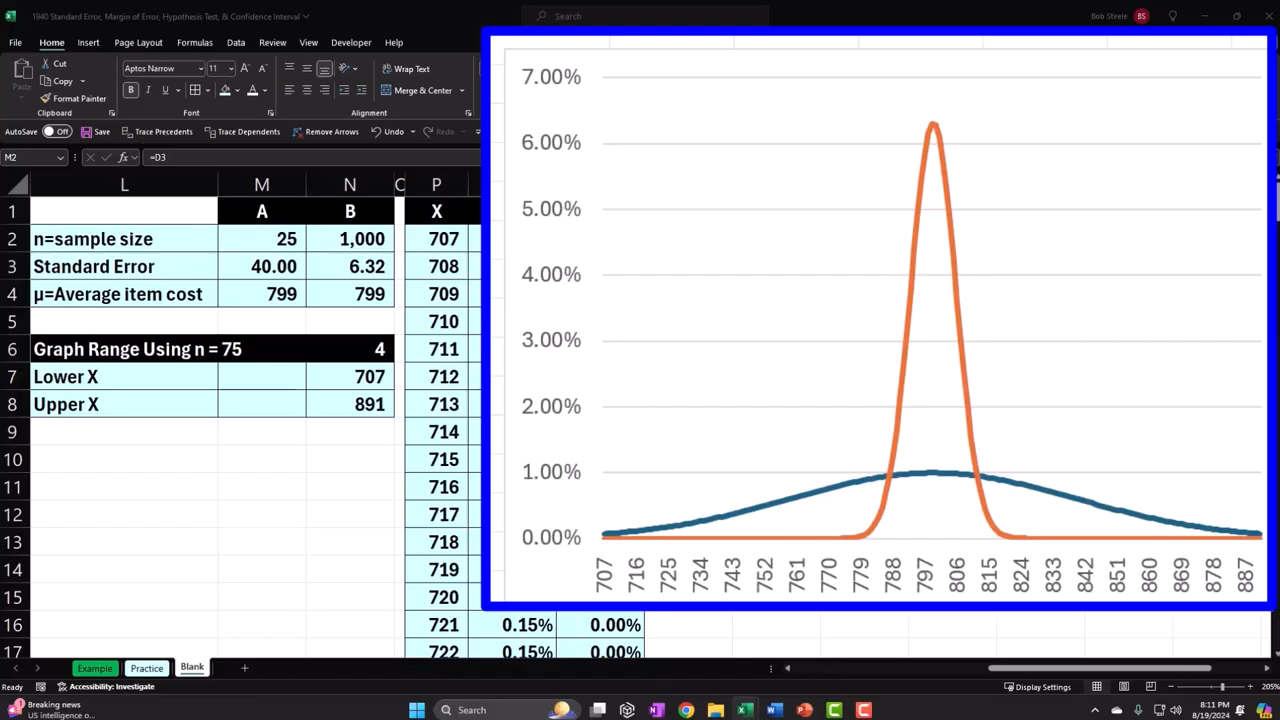 1940 Standard Error, Margin of Error, Hypothesis Test, & Confidence Interval
Search
Bob Steele
BS
File Home Insert Page Layout Formulas Data Review View Developer Help
Cut
Copy
Format Painter
Paste
Clipboard
Aptos Narrow 11
B I U
Font
Wrap Text
Merge & Center
Alignment
AutoSave Off Save Trace Precedents Trace Dependents Remove Arrows Undo Redo
M2 fx =D3
L M N P
1 A B X
2 n=sample size 25 1,000 707
3 Standard Error 40.00 6.32 708
4 µ=Average item cost 799 799 709
5 710
6 Graph Range Using n = 75 4 711
7 Lower X 707 712
8 Upper X 891 713
9 714
10 715
11 716
12 717
13 718
14 719
15 720
16 721 0.15% 0.00%
17 722 0.15% 0.00%
7.00%
6.00%
5.00%
4.00%
3.00%
2.00%
1.00%
0.00%
707 716 725 734 743 752 761 770 779 788 797 806 815 824 833 842 851 860 869 878 887
Example Practice Blank
Ready Accessibility: Investigate Display Settings 205%
Breaking news
US Intelligence o...
Search
8:11 PM
8/19/2024